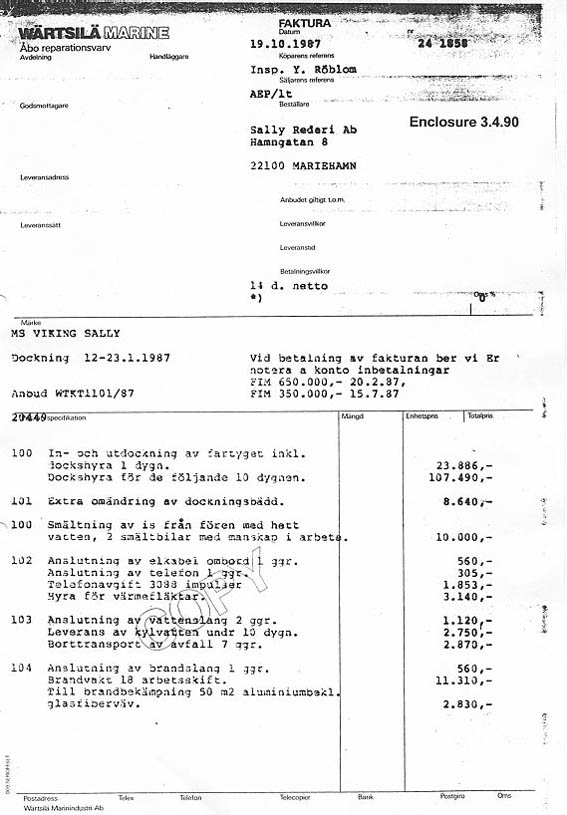 WÄRTSILÄ MARINE
Åbo reparationsvarv
Avdelning Handläggare
FAKTURA
Datum nr
19.10.1987 24 1858
Köparens referens
Insp. Y. Röblom
Säljarens referens
AEP/lt
Beställare
Godsmottagare
Enclosure 3.4.90
Sally Rederi Ab
Hamngatan 8
22100 MARIEHAMN
Leveransadress
Anbudet giltigt t.o.m.
Leveranssätt Leveransvillkor
Leveranstid
Betalningsvillkor
14 d. netto
*) Oms % 0
Märke
MS VIKING SALLY
Dockning 12-23.1.1987 Vid betalning av fakturan ber vi Er
notera a konto inbetalningar
FIM 650.000,- 20.2.87,
Anbud WTKT1101/87 FIM 350.000,- 15.7.87
20449 specifikation Mängd Enhetspris Totalpris
100 In- och utdockning av fartyget inkl.
dockshyra 1 dygn. 23.886,-
Dockshyra för de följande 10 dygnen. 107.490,-
101 Extra omändring av dockningsbädd. 8.640,-
100 Smältning av is från fören med hett
vatten, 2 smältbilar med manskap i arbete. 10.000,-
102 Anslutning av elkabel ombord 1 ggr. 560,-
Anslutning av telefon 1 ggr. 305,-
Telefonavgift 3088 impulser 1.853,-
Hyra för värmefläktar. 3.140,-
COPY
103 Anslutning av vattenslang 2 ggr. 1.120,-
Leverans av kylvatten undr 10 dygn. 2.750,-
Borttransport av avfall 7 ggr. 2.870,-
104 Anslutning av brandslang 1 ggr. 560,-
Brandvakt 18 arbetsskift. 11.310,-
Till brandbekämpning 50 m2 aluminiumbekl.
glasfiberväv. 2.830,-
Postadress Telex Telefon Telecopier Bank Postgiro Oms
Wärtsilä Marinindustri Ab